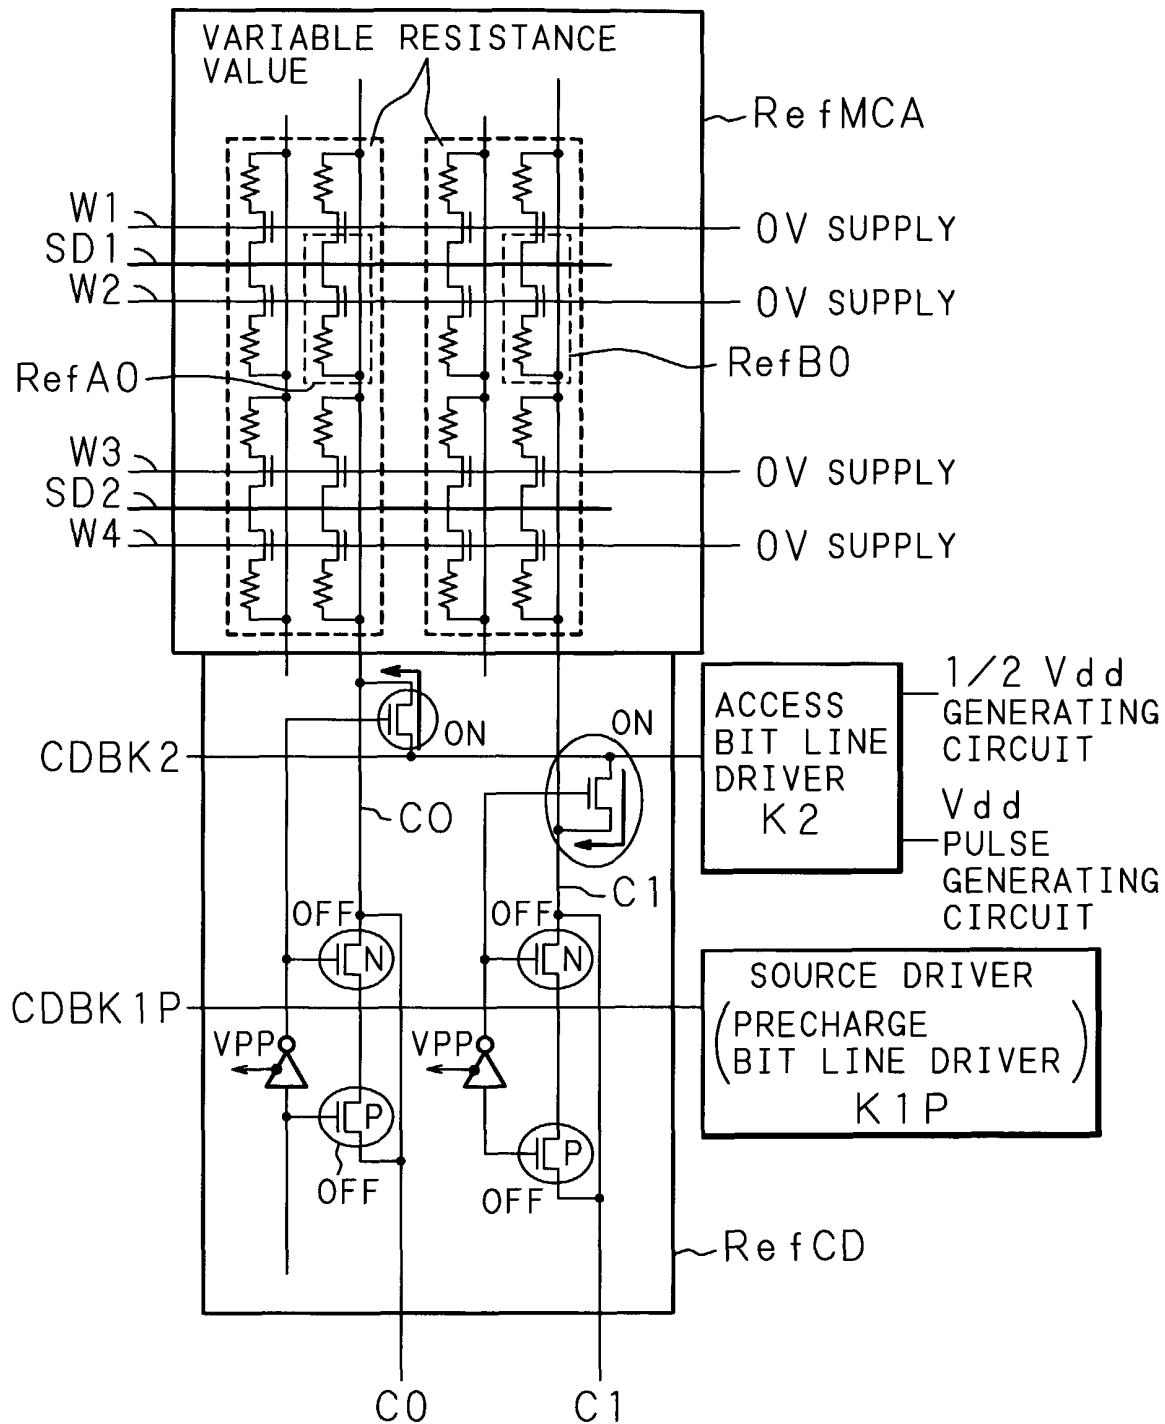 VARIABLE RESISTANCE
VALUE
RefMCA
W1
0V SUPPLY
SD1
W2
0V SUPPLY
RefA0
RefB0
W3
0V SUPPLY
SD2
W4
0V SUPPLY
ON
CDBK2
C0
ON
ACCESS
BIT LINE
DRIVER
K2
1/2 Vdd
GENERATING
CIRCUIT
Vdd
PULSE
GENERATING
CIRCUIT
C1
OFF
N
OFF
N
CDBK1P
SOURCE DRIVER
(PRECHARGE
BIT LINE DRIVER)
K1P
VPP
VPP
P
OFF
P
OFF
RefCD
C0
C1